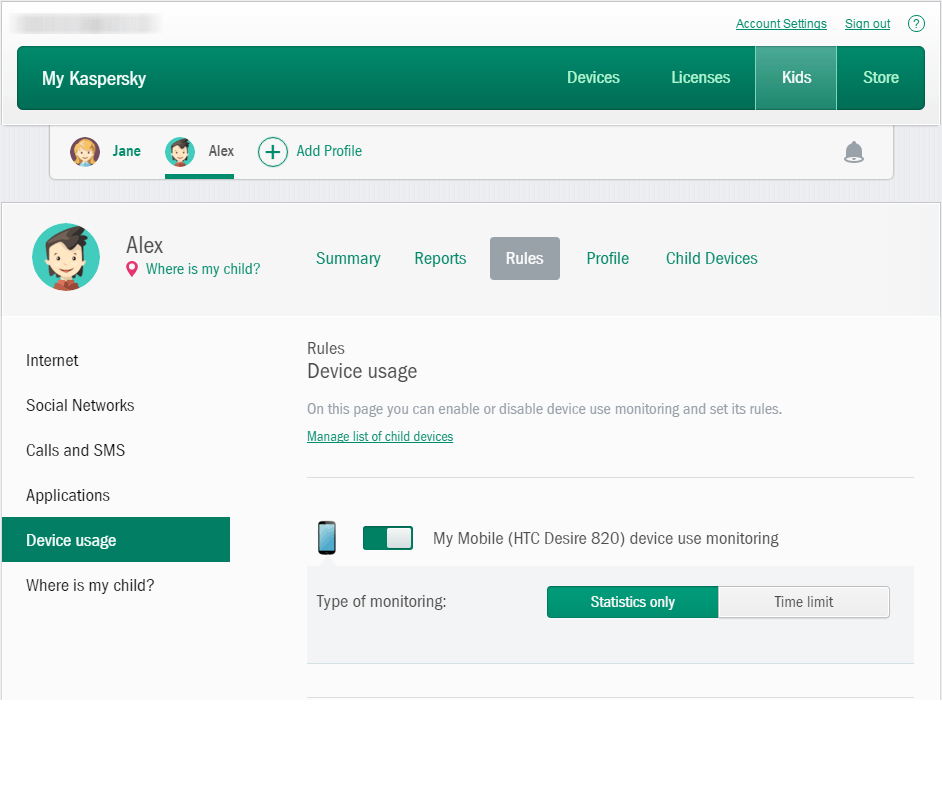 Account Settings Sign out ?
My Kaspersky Devices Licenses Kids Store
Jane Alex Add Profile
Alex
Where is my child?
Summary Reports Rules Profile Child Devices
Internet
Social Networks
Calls and SMS
Applications
Device usage
Where is my child?
Rules
Device usage
On this page you can enable or disable device use monitoring and set its rules.
Manage list of child devices
My Mobile (HTC Desire 820) device use monitoring
Type of monitoring: Statistics only Time limit